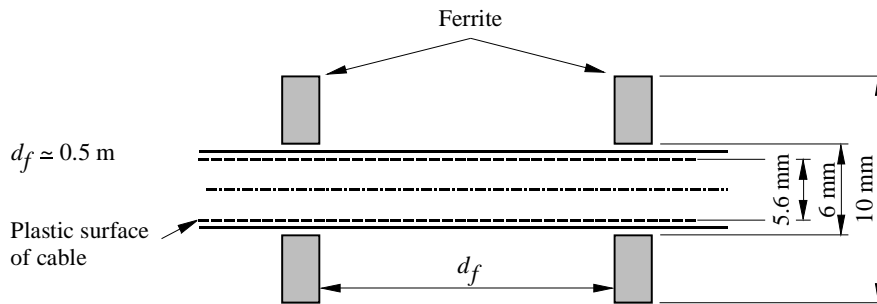 Ferrite
d_f ≃ 0.5 m
Plastic surface
of cable
d_f
5.6 mm
6 mm
10 mm